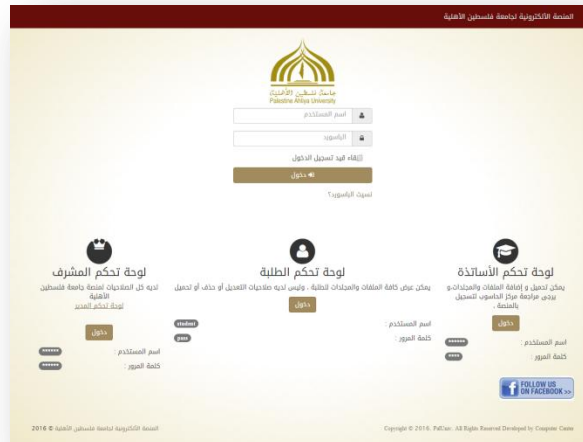 المنصة الألكترونية لجامعة فلسطين الأهلية
جامعة فلسطين الأهلية
Palestine Ahliya University
اسم المستخدم
الباسورد
إبقاء قيد تسجيل الدخول
دخول
نسيت الباسورد؟
لوحة تحكم الأساتذة
يمكن تحميل و إضافة الملفات والمجلدات,و
يرجى مراجعة مركز الحاسوب لتسجيل
بالمنصة .
دخول
اسم المستخدم : ******
كلمة المرور : ****
لوحة تحكم الطلبة
يمكن عرض كافة الملفات والمجلدات للطلبة , وليس لديه صلاحيات التعديل أو حذف أو تحميل
دخول
اسم المستخدم : student
كلمة المرور : pass
لوحة تحكم المشرف
لديه كل الصلاحيات لمنصة جامعة فلسطين
الأهلية
لوحة تحكم المدير
دخول
اسم المستخدم : ******
كلمة المرور : ******
FOLLOW US
ON FACEBOOK >>
المنصة الألكترونية لجامعة فلسطين الأهلية © 2016
Copyright © 2016. PalUniv. All Rights Reserved Developed by Computer Center